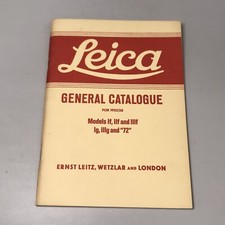 Leica
GENERAL CATALOGUE
Models If, IIf and IIIf
Ig, IIIg and "72"
ERNST LEITZ, WETZLAR AND LONDON